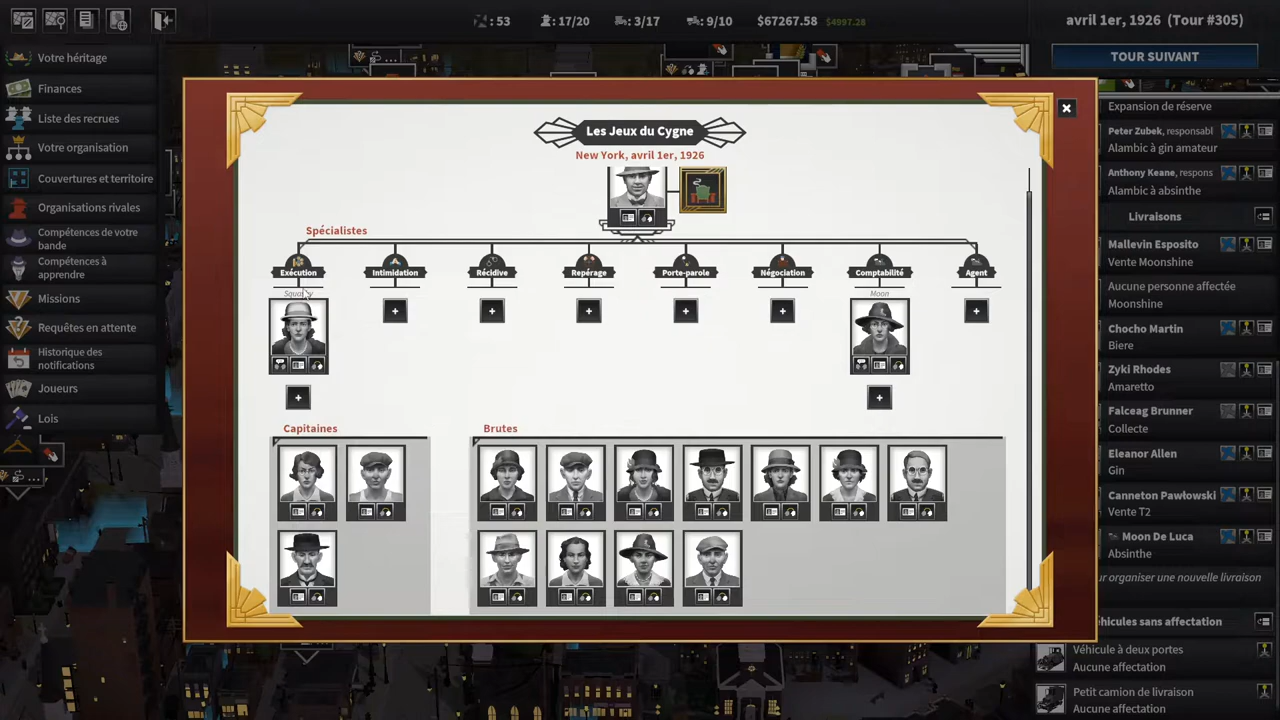 : 53
: 17/20
: 3/17
: 9/10
$67267.58
$4997.28
avril 1er, 1926 (Tour #305)
TOUR SUIVANT
Votre héritage
Finances
Liste des recrues
Votre organisation
Couvertures et territoire
Organisations rivales
Compétences de votre
bande
Compétences à
apprendre
Missions
Requêtes en attente
Historique des
notifications
Joueurs
Lois
Les Jeux du Cygne
New York, avril 1er, 1926
Spécialistes
Exécution
Intimidation
Récidive
Repérage
Porte-parole
Négociation
Comptabilité
Agent
Moon
Capitaines
Brutes
Expansion de réserve
Peter Zubek, responsabl
Alambic à gin amateur
Anthony Keane, respons
Alambic à absinthe
Livraisons
Mallevin Esposito
Vente Moonshine
Aucune personne affectée
Moonshine
Chocho Martin
Biere
Zyki Rhodes
Amaretto
Falceag Brunner
Collecte
Eleanor Allen
Gin
Canneton Pawłowski
Vente T2
Moon De Luca
Absinthe
ur organiser une nouvelle livraison
hicules sans affectation
Véhicule à deux portes
Aucune affectation
Petit camion de livraison
Aucune affectation